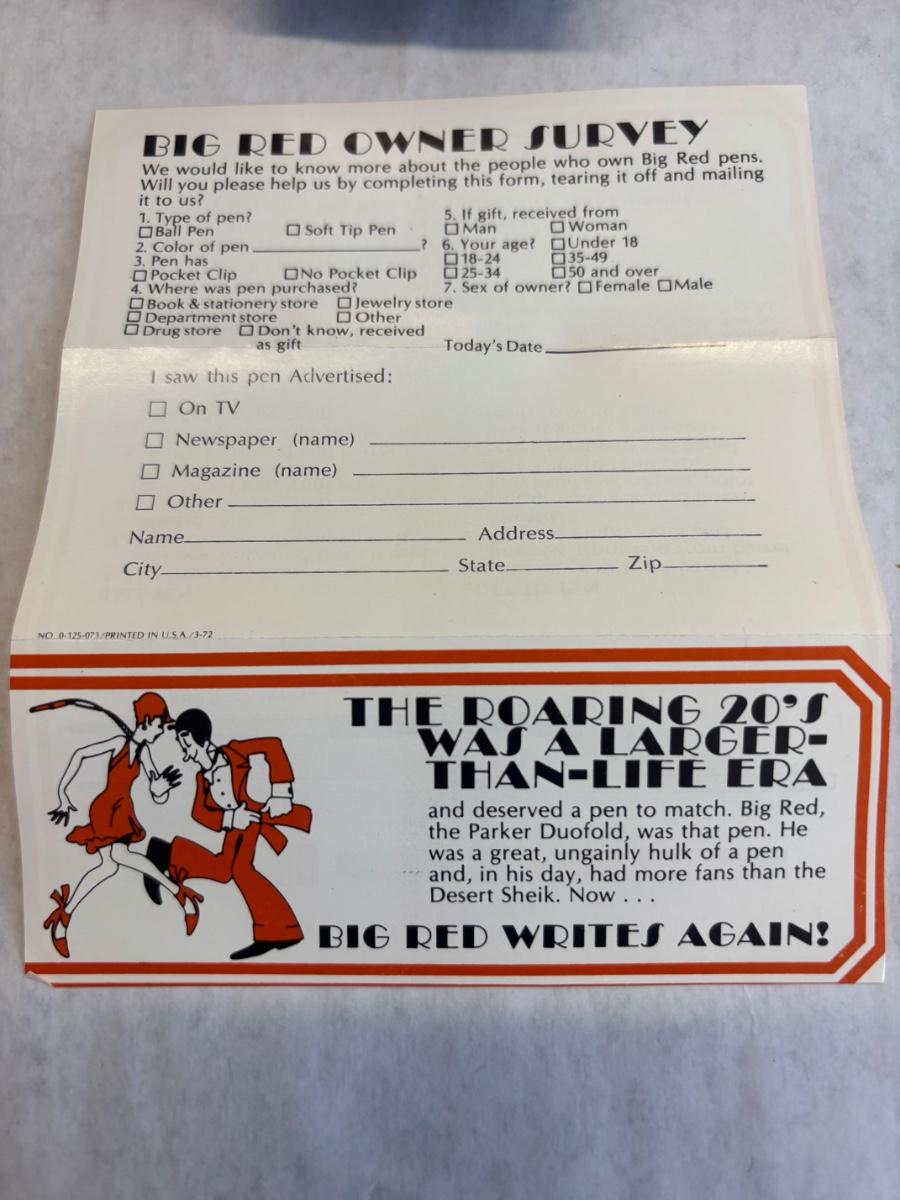 BIG RED OWNER SURVEY
We would like to know more about the people who own Big Red pens.
Will you please help us by completing this form, tearing it off and mailing
it to us?
1. Type of pen?
Ball Pen Soft Tip Pen
2. Color of pen ?
3. Pen has
Pocket Clip No Pocket Clip
4. Where was pen purchased?
Book & stationery store Jewelry store
Department store Other
Drug store Don't know, received
as gift
5. If gift, received from
Man Woman
6. Your age? Under 18
18-24 35-49
25-34 50 and over
7. Sex of owner? Female Male
Today's Date
I saw this pen Advertised:
On TV
Newspaper (name)
Magazine (name)
Other
Name Address
City State Zip
NO. 0-125-073/PRINTED IN U.S.A./3-72
THE ROARING 20'S
WAS A LARGER-
THAN-LIFE ERA
and deserved a pen to match. Big Red,
the Parker Duofold, was that pen. He
was a great, ungainly hulk of a pen
and, in his day, had more fans than the
Desert Sheik. Now . . .
BIG RED WRITES AGAIN!